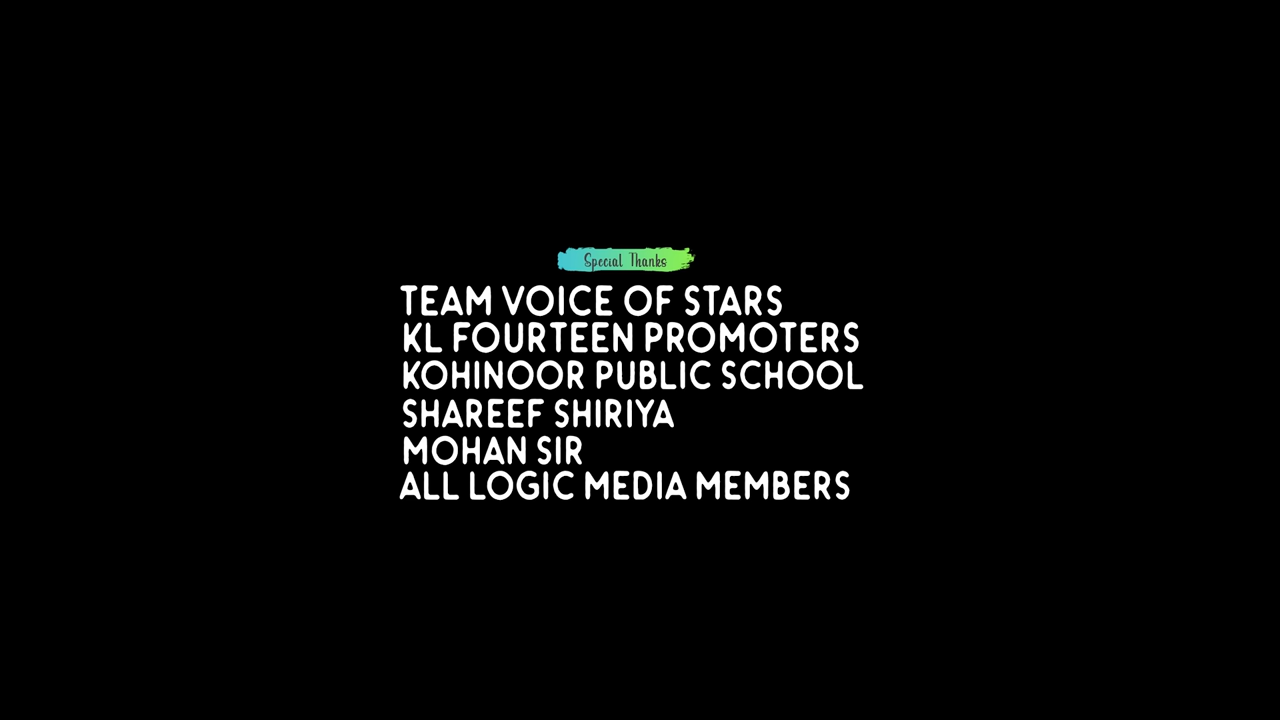 Special Thanks
TEAM VOICE OF STARS
KL FOURTEEN PROMOTERS
KOHINOOR PUBLIC SCHOOL
SHAREEF SHIRIYA
MOHAN SIR
ALL LOGIC MEDIA MEMBERS